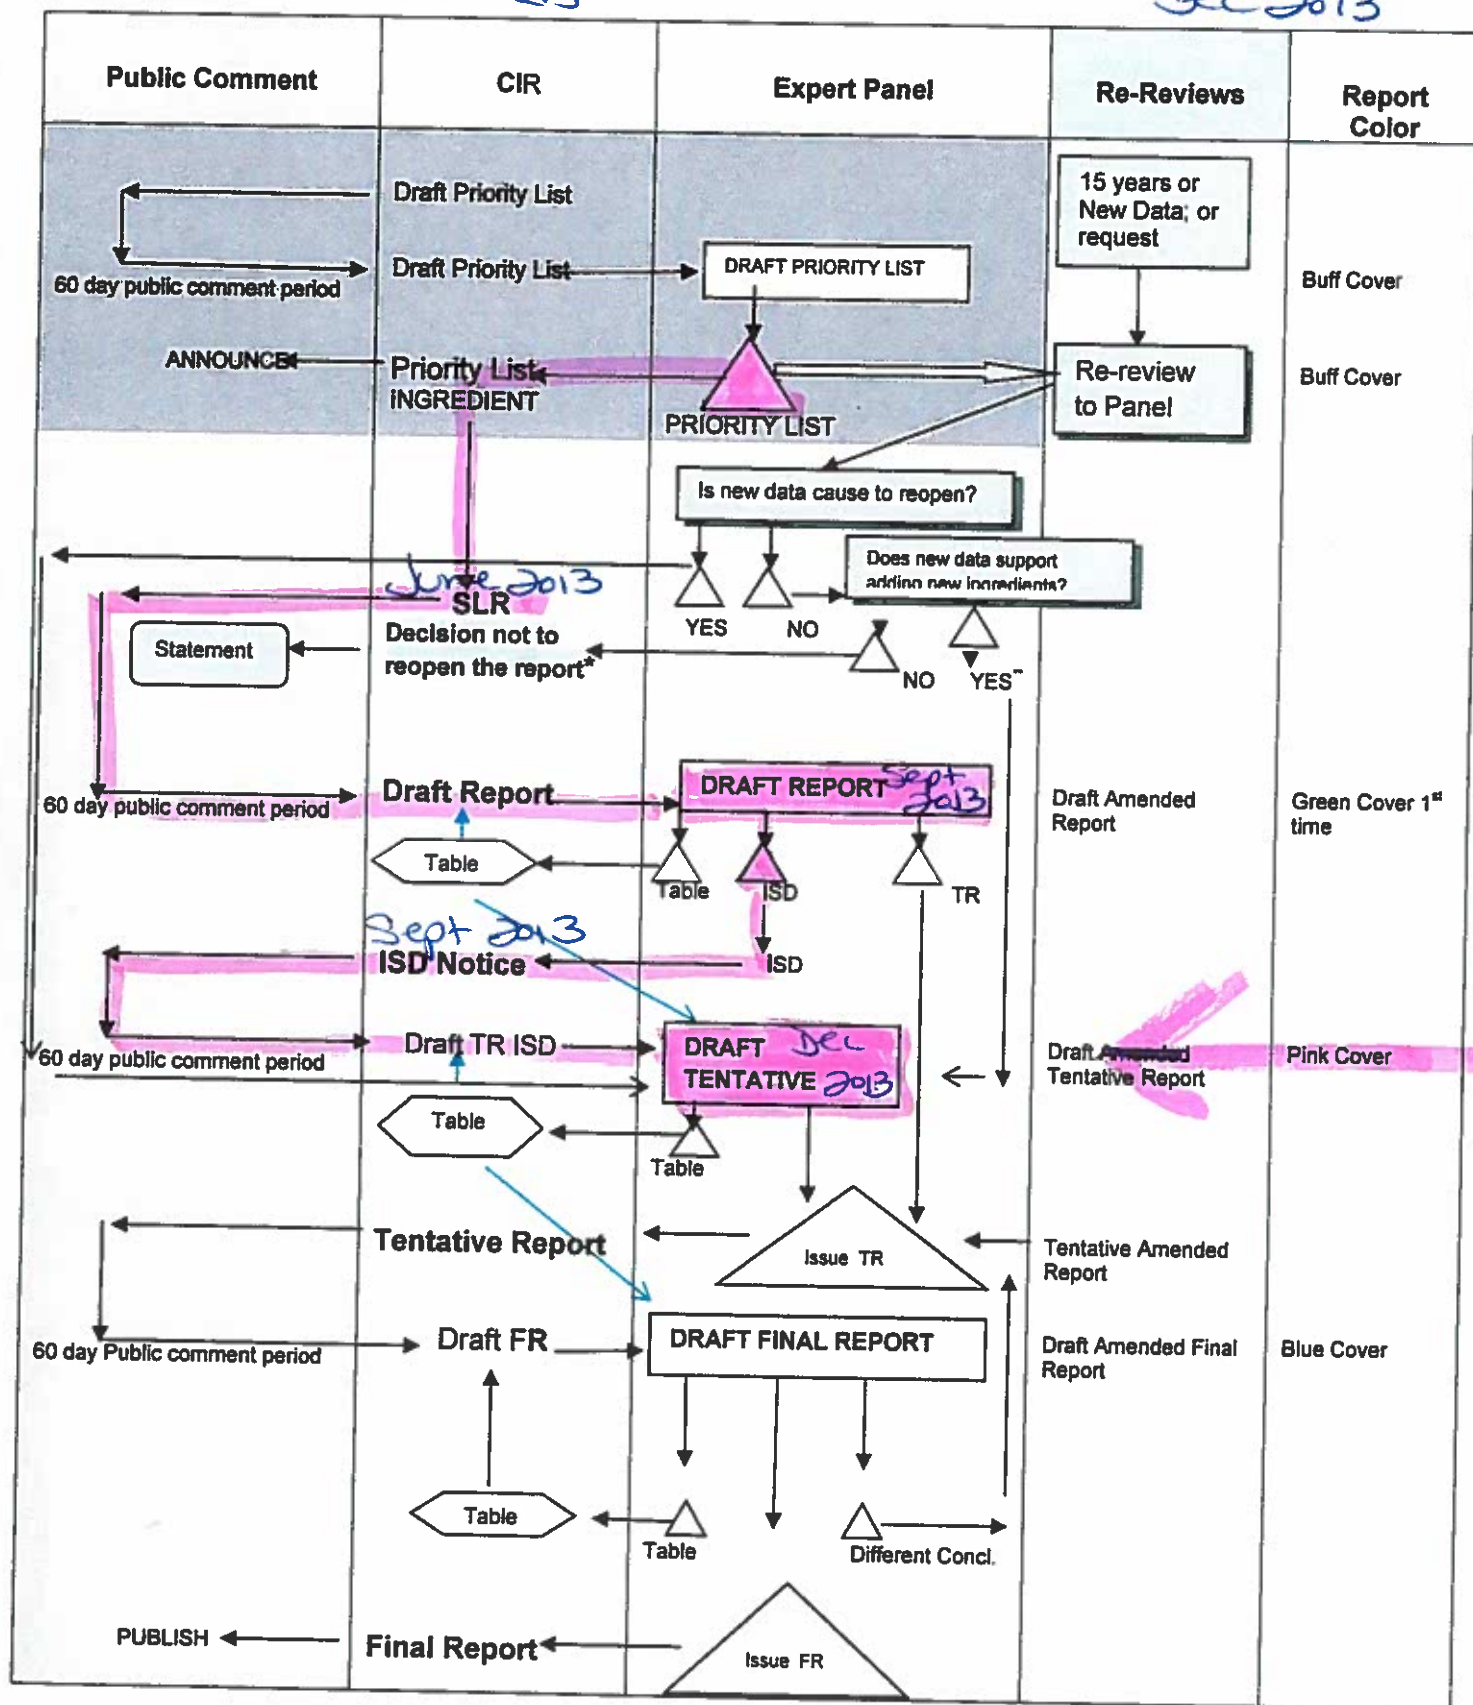 Dec 2013
Public Comment
CIR
Expert Panel
Re-Reviews
Report
Color
Draft Priority List
15 years or
New Data; or
request
Draft Priority List
DRAFT PRIORITY LIST
60 day public comment period
Buff Cover
ANNOUNCE
Priority List
INGREDIENT
PRIORITY LIST
Re-review
to Panel
Buff Cover
Is new data cause to reopen?
Does new data support
adding new ingredients?
June 2013
SLR
YES
NO
Statement
Decision not to
reopen the report*
NO
YES
60 day public comment period
Draft Report
DRAFT REPORT
Sept
2013
Draft Amended
Report
Green Cover 1st
time
Table
Table
ISD
TR
Sept 2013
ISD Notice
ISD
60 day public comment period
Draft TR ISD
DRAFT
TENTATIVE
Dec
2013
Draft Amended
Tentative Report
Pink Cover
Table
Table
Tentative Report
Issue TR
Tentative Amended
Report
60 day Public comment period
Draft FR
DRAFT FINAL REPORT
Draft Amended Final
Report
Blue Cover
Table
Table
Different Concl.
PUBLISH
Final Report
Issue FR